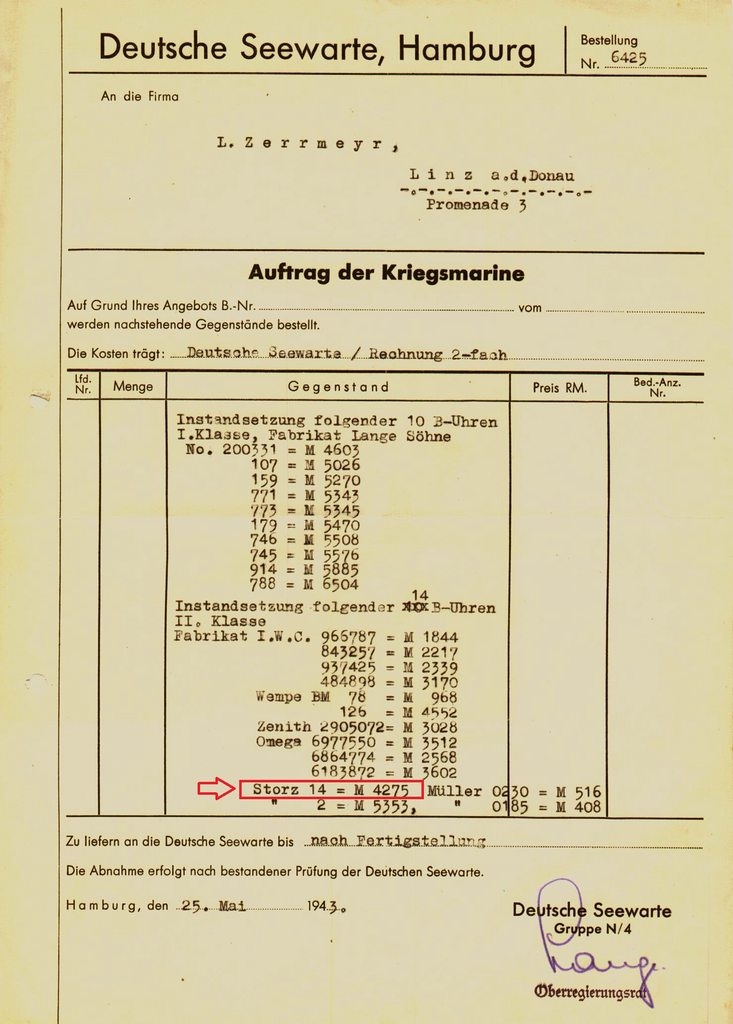 Deutsche Seewarte, Hamburg
Bestellung
Nr. 6425
An die Firma
L. Zerrmeyr,
Linz a.d.Donau
-.-.-.-.-.-.-.-.-.-
Promenade 3
Auftrag der Kriegsmarine
Auf Grund Ihres Angebots B.-Nr. vom
werden nachstehende Gegenstände bestellt.
Die Kosten trägt: Deutsche Seewarte / Rechnung 2-fach
Lfd. Nr. Menge Gegenstand Preis RM. Bed.-Anz. Nr.
Instandsetzung folgender 10 B-Uhren
I.Klasse, Fabrikat Lange Söhne
No. 200331 = M 4603
107 = M 5026
159 = M 5270
771 = M 5343
773 = M 5345
179 = M 5470
746 = M 5508
745 = M 5576
914 = M 5885
788 = M 6504
14
Instandsetzung folgender B-Uhren
II. Klasse
Fabrikat I.W.C. 966787 = M 1844
843257 = M 2217
937425 = M 2339
484898 = M 3170
Wempe BM 78 = M 968
126 = M 4552
Zenith 2905072= M 3028
Omega 6977550 = M 3512
6864774 = M 2568
6183872 = M 3602
Storz 14 = M 4275 Müller 0230 = M 516
" 2 = M 5353, " 0185 = M 408
Zu liefern an die Deutsche Seewarte bis nach Fertigstellung
Die Abnahme erfolgt nach bestandener Prüfung der Deutschen Seewarte.
Hamburg, den 25. Mai 1943.
Deutsche Seewarte
Gruppe N/4
Oberregierungsrat